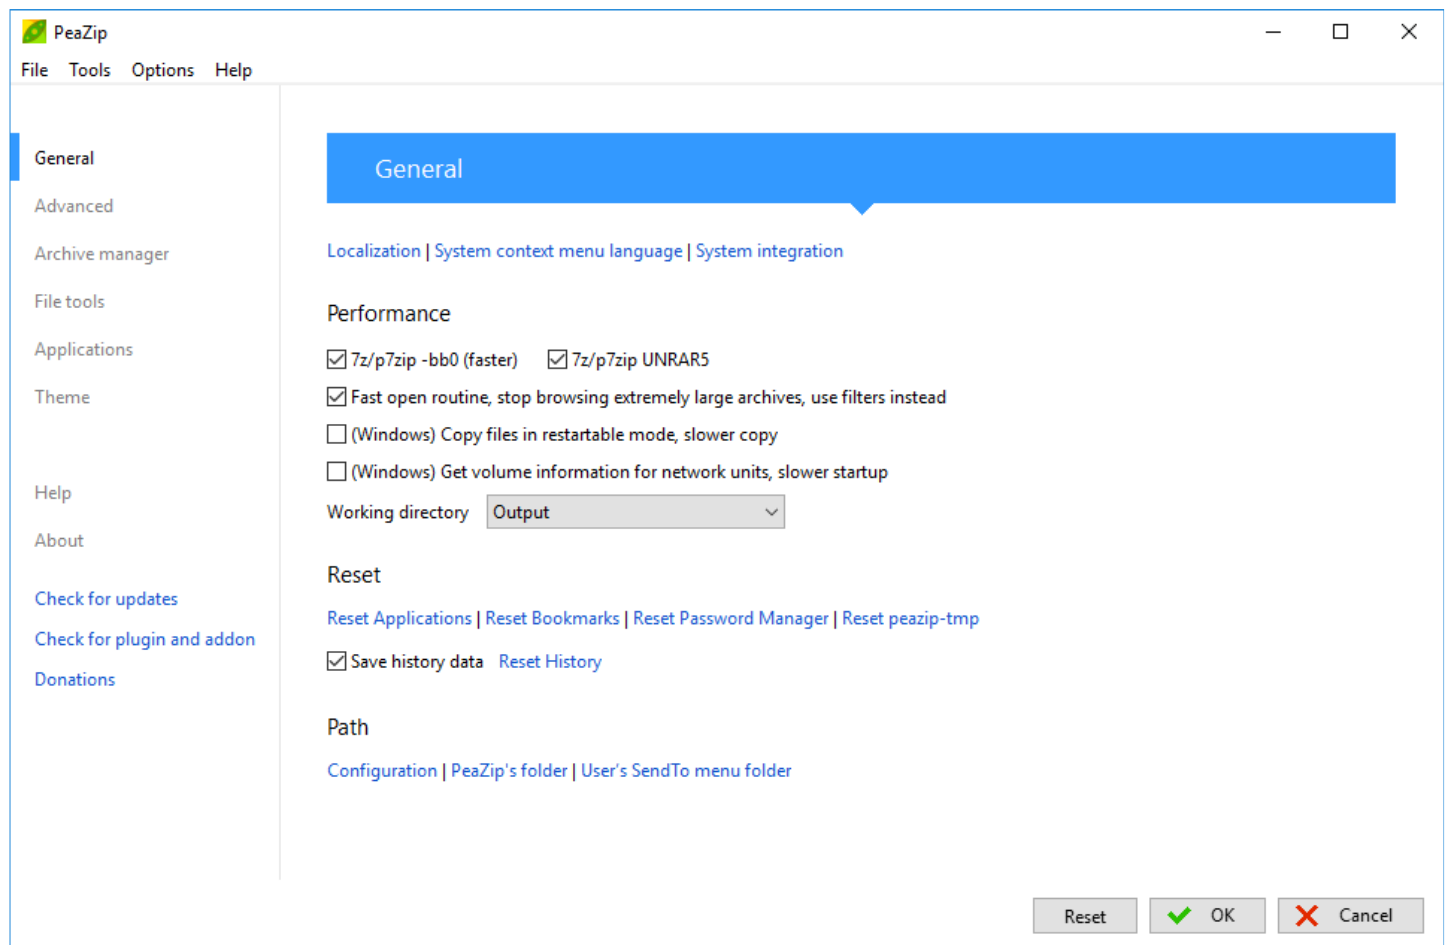 PeaZip
File Tools Options Help
General
Advanced
Archive manager
File tools
Applications
Theme
Help
About
Check for updates
Check for plugin and addon
Donations
General
Localization | System context menu language | System integration
Performance
7z/p7zip -bb0 (faster) 7z/p7zip UNRAR5
Fast open routine, stop browsing extremely large archives, use filters instead
(Windows) Copy files in restartable mode, slower copy
(Windows) Get volume information for network units, slower startup
Working directory Output
Reset
Reset Applications | Reset Bookmarks | Reset Password Manager | Reset peazip-tmp
Save history data Reset History
Path
Configuration | PeaZip's folder | User's SendTo menu folder
Reset OK Cancel